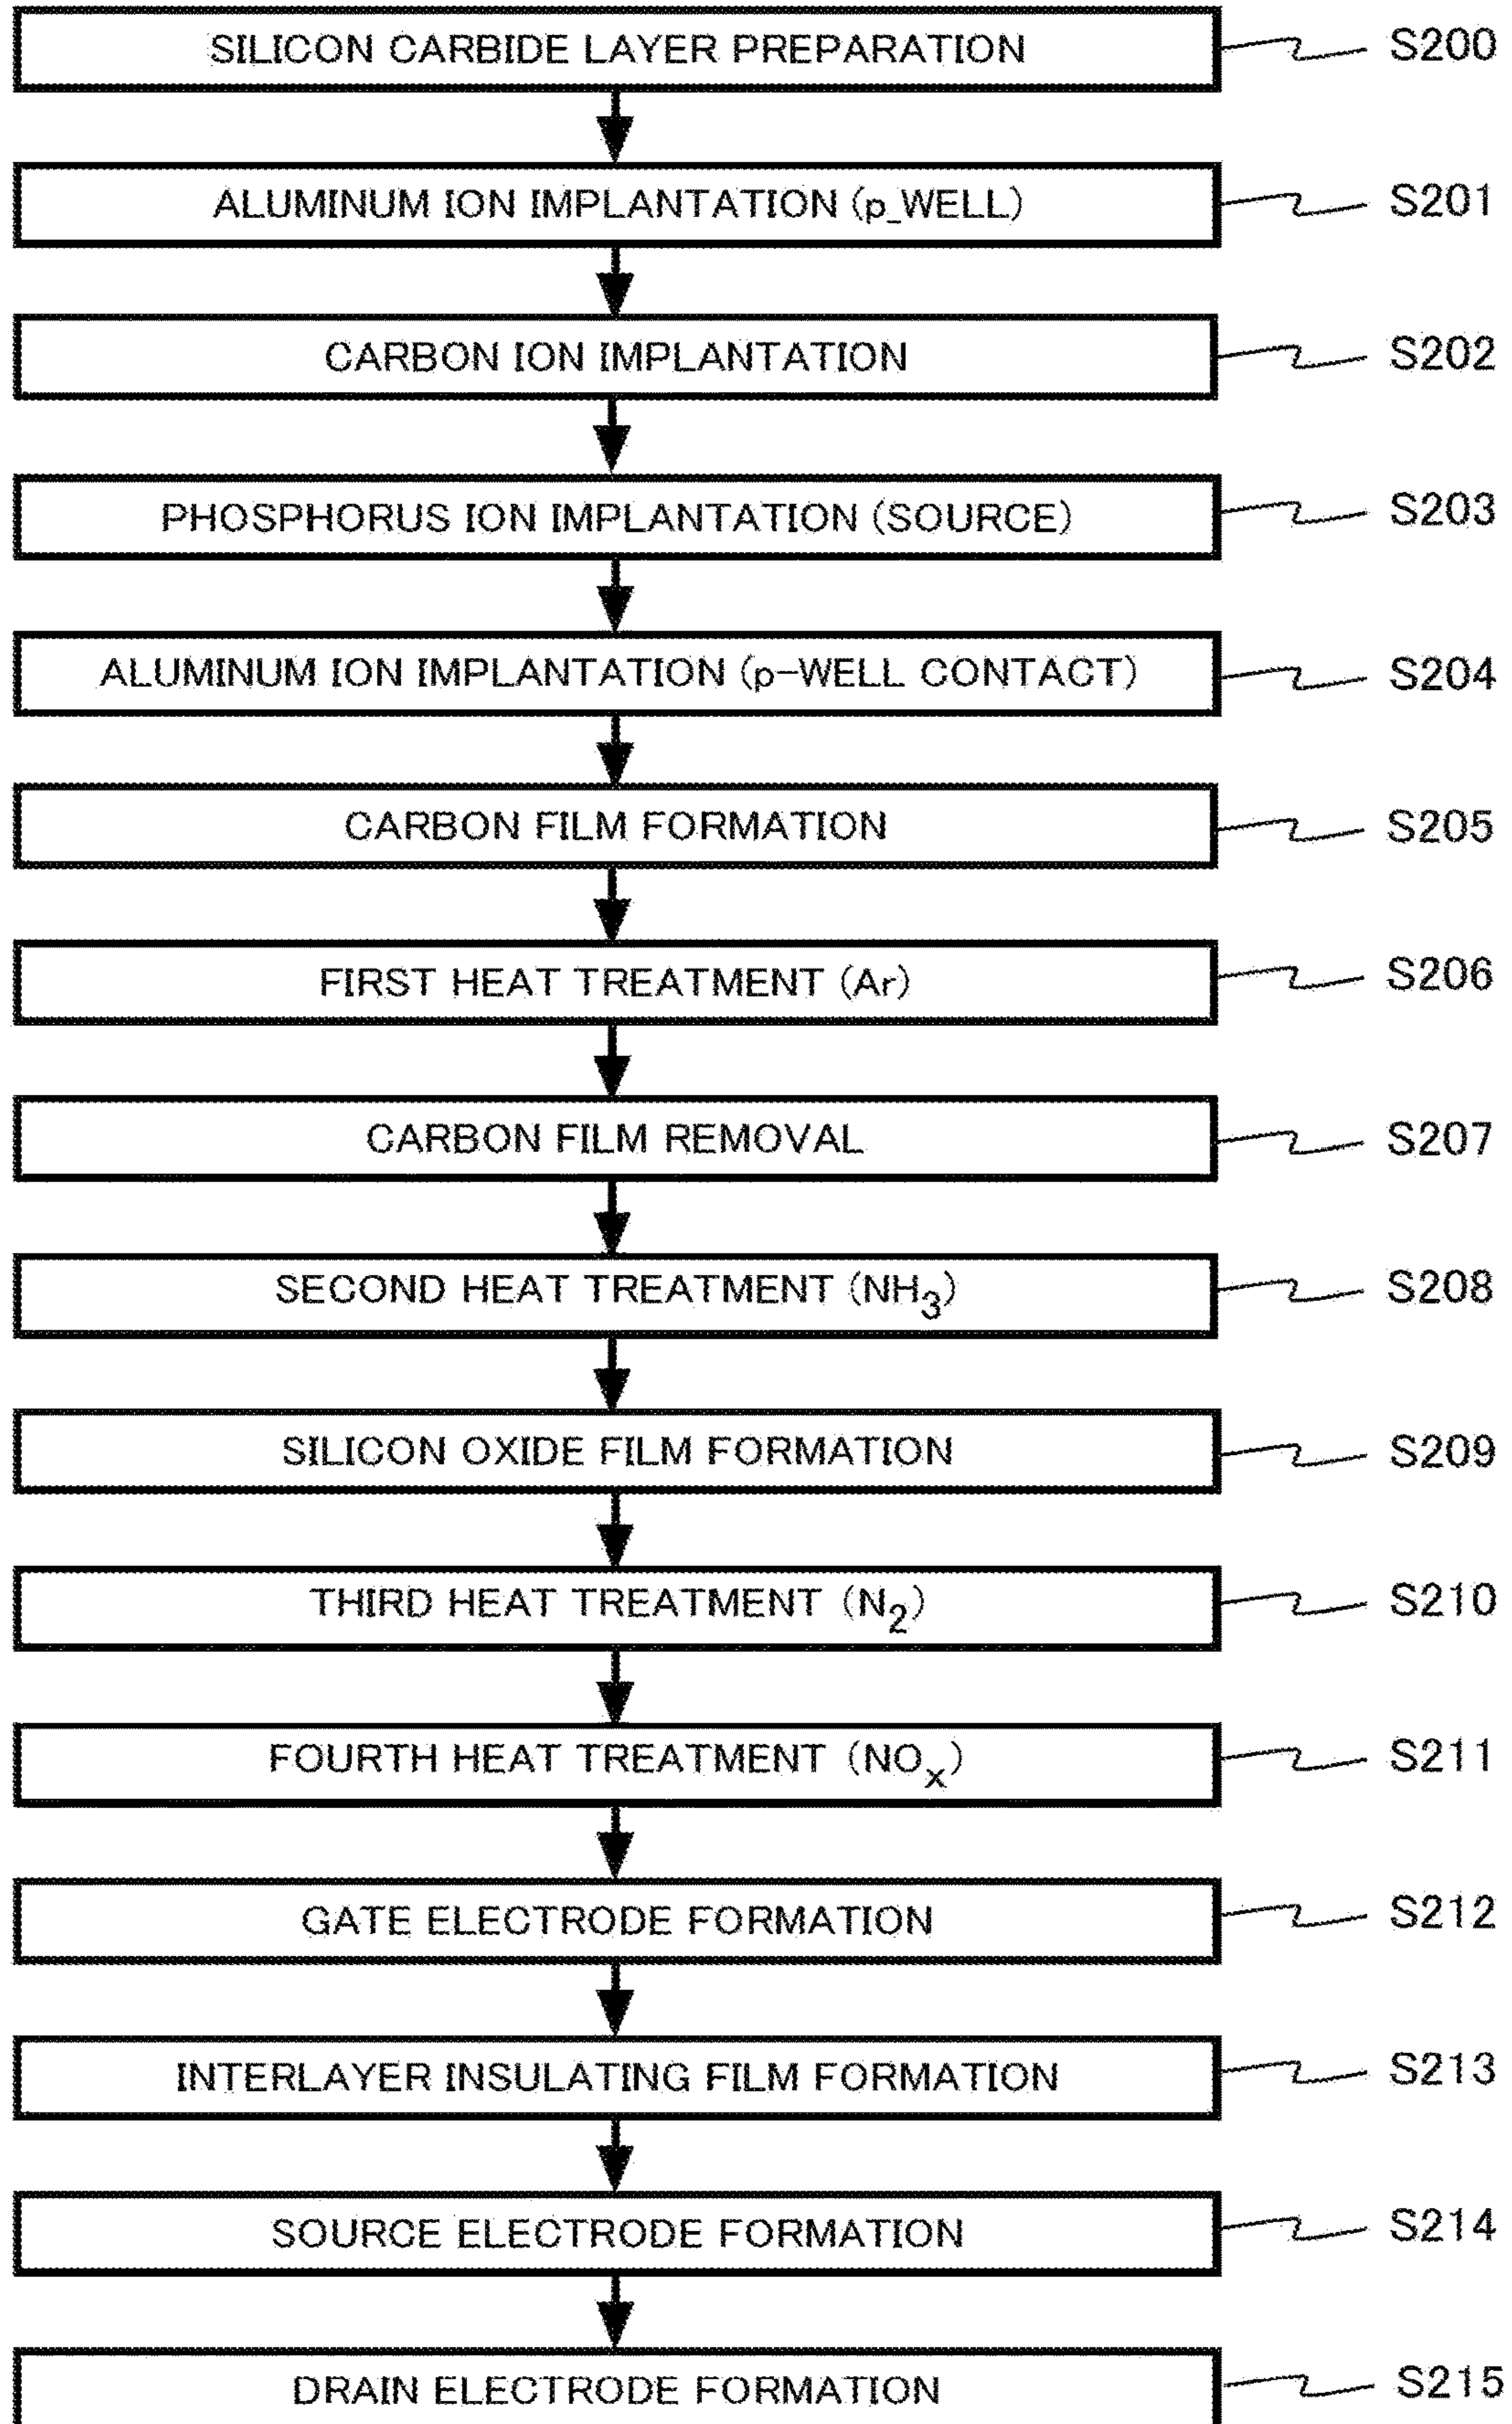 SILICON CARBIDE LAYER PREPARATION S200
ALUMINUM ION IMPLANTATION (p_WELL) S201
CARBON ION IMPLANTATION S202
PHOSPHORUS ION IMPLANTATION (SOURCE) S203
ALUMINUM ION IMPLANTATION (p-WELL CONTACT) S204
CARBON FILM FORMATION S205
FIRST HEAT TREATMENT (Ar) S206
CARBON FILM REMOVAL S207
SECOND HEAT TREATMENT (NH3) S208
SILICON OXIDE FILM FORMATION S209
THIRD HEAT TREATMENT (N2) S210
FOURTH HEAT TREATMENT (NOx) S211
GATE ELECTRODE FORMATION S212
INTERLAYER INSULATING FILM FORMATION S213
SOURCE ELECTRODE FORMATION S214
DRAIN ELECTRODE FORMATION S215